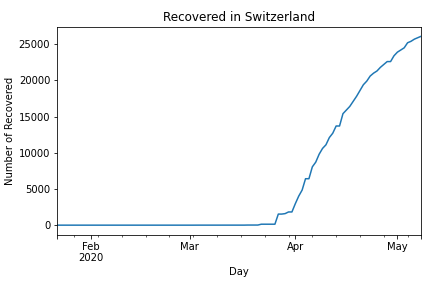 Recovered in Switzerland
25000
20000
15000
10000
5000
0
Number of Recovered
Feb
2020
Mar
Apr
May
Day